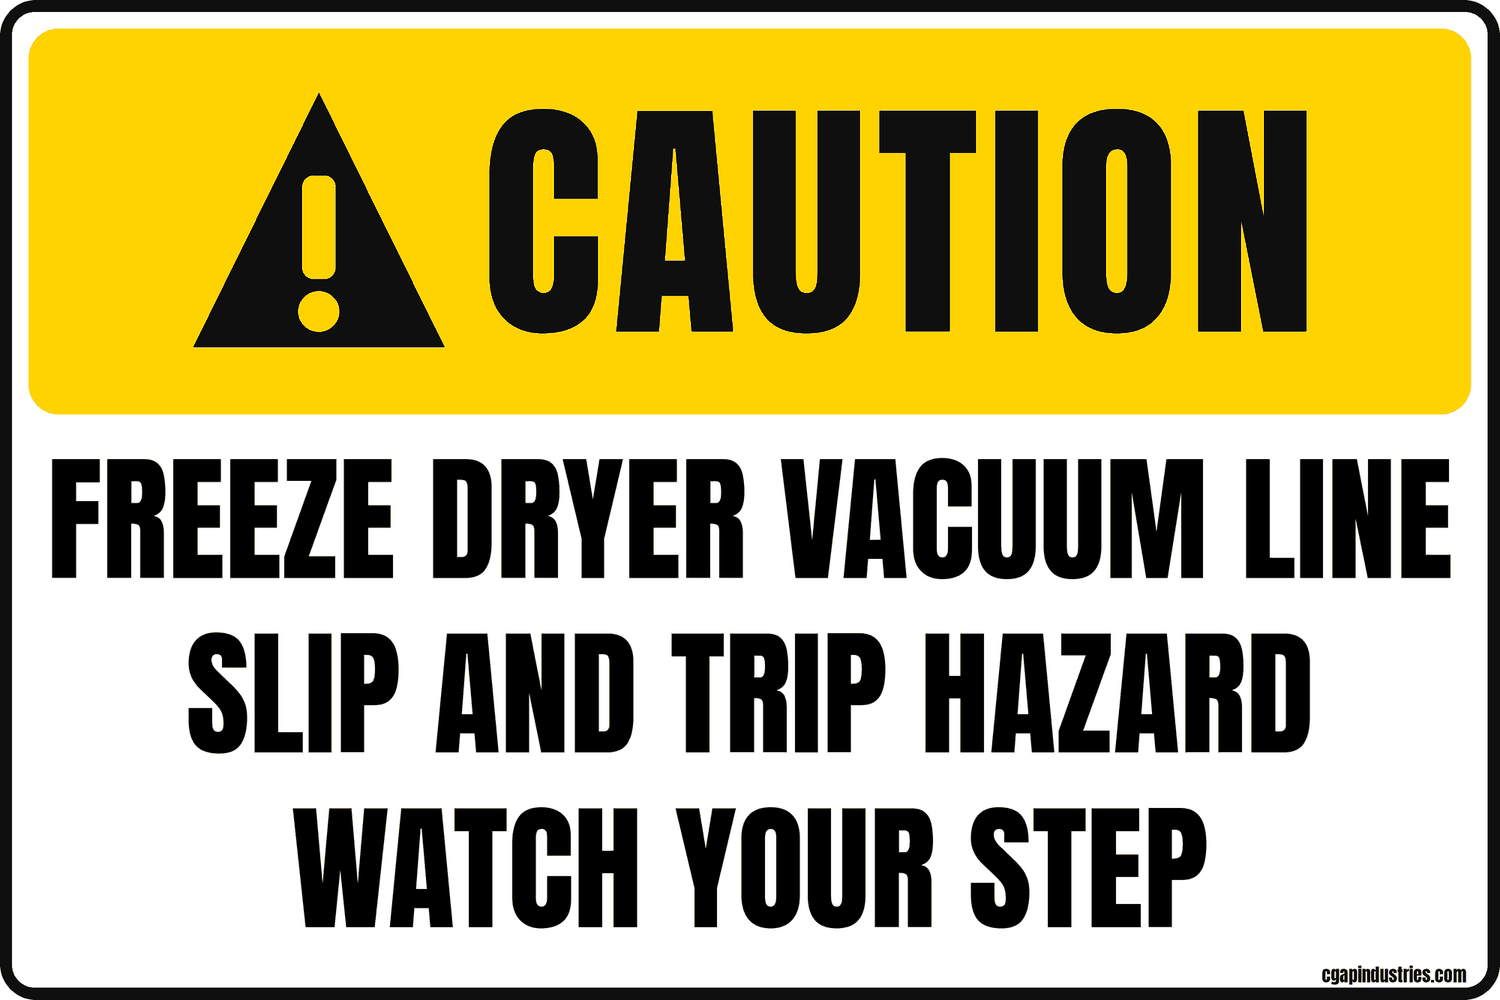 CAUTION
FREEZE DRYER VACUUM LINE
SLIP AND TRIP HAZARD
WATCH YOUR STEP
cgapindustries.com